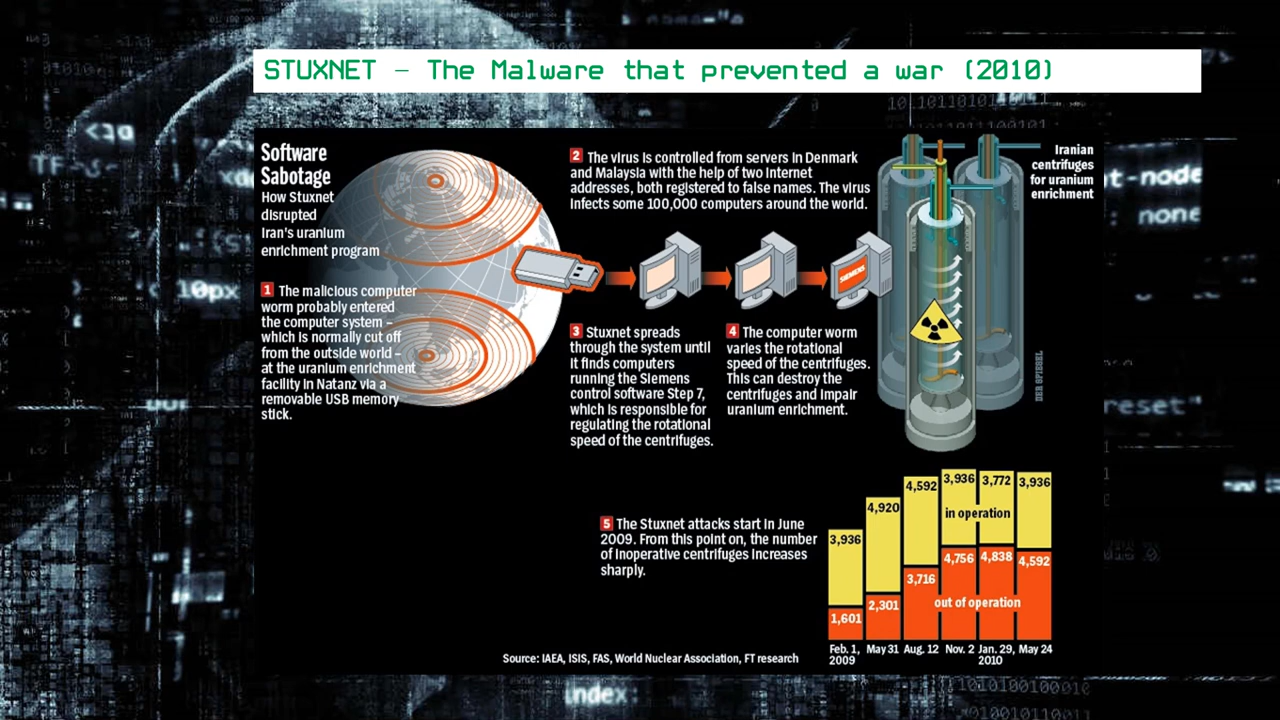 STUXNET – The Malware that prevented a war (2010)
Software
Sabotage
How Stuxnet
disrupted
Iran's uranium
enrichment program
1 The malicious computer
worm probably entered
the computer system –
which is normally cut off
from the outside world –
at the uranium enrichment
facility in Natanz via a
removable USB memory
stick.
2 The virus is controlled from servers in Denmark
and Malaysia with the help of two Internet
addresses, both registered to false names. The virus
infects some 100,000 computers around the world.
Iranian
centrifuges
for uranium
enrichment
SIEMENS
3 Stuxnet spreads
through the system until
it finds computers
running the Siemens
control software Step 7,
which is responsible for
regulating the rotational
speed of the centrifuges.
4 The computer worm
varies the rotational
speed of the centrifuges.
This can destroy the
centrifuges and impair
uranium enrichment.
DER SPIEGEL
5 The Stuxnet attacks start in June
2009. From this point on, the number
of inoperative centrifuges increases
sharply.
3,936 4,920 4,592 3,936 3,772 3,936
in operation
1,601 2,301 3,716 4,756 4,838 4,592
out of operation
Feb. 1, May 31 Aug. 12 Nov. 2 Jan. 29, May 24
2009 2010
Source: IAEA, ISIS, FAS, World Nuclear Association, FT research
10px
none
reset"
index